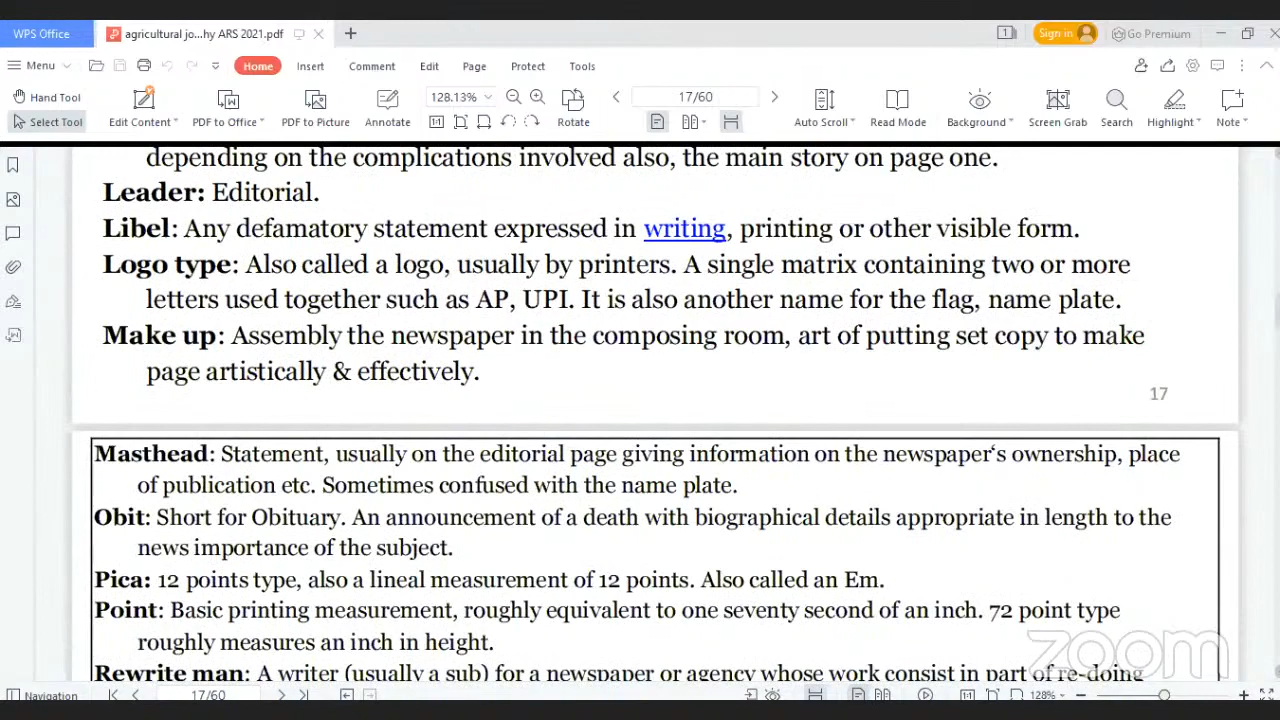 WPS Office
agricultural jo...hy ARS 2021.pdf
1
Sign in
Go Premium
Menu
Home
Insert
Comment
Edit
Page
Protect
Tools
Hand Tool
Select Tool
Edit Content
PDF to Office
PDF to Picture
Annotate
128.13%
Rotate
17/60
Auto Scroll
Read Mode
Background
Screen Grab
Search
Highlight
Note
depending on the complications involved also, the main story on page one.
Leader: Editorial.
Libel: Any defamatory statement expressed in writing, printing or other visible form.
Logo type: Also called a logo, usually by printers. A single matrix containing two or more
letters used together such as AP, UPI. It is also another name for the flag, name plate.
Make up: Assembly the newspaper in the composing room, art of putting set copy to make
page artistically & effectively.
17
Masthead: Statement, usually on the editorial page giving information on the newspaper‘s ownership, place
of publication etc. Sometimes confused with the name plate.
Obit: Short for Obituary. An announcement of a death with biographical details appropriate in length to the
news importance of the subject.
Pica: 12 points type, also a lineal measurement of 12 points. Also called an Em.
Point: Basic printing measurement, roughly equivalent to one seventy second of an inch. 72 point type
roughly measures an inch in height.
Rewrite man: A writer (usually a sub) for a newspaper or agency whose work consist in part of re-doing
zoom
Navigation
17/60
128%